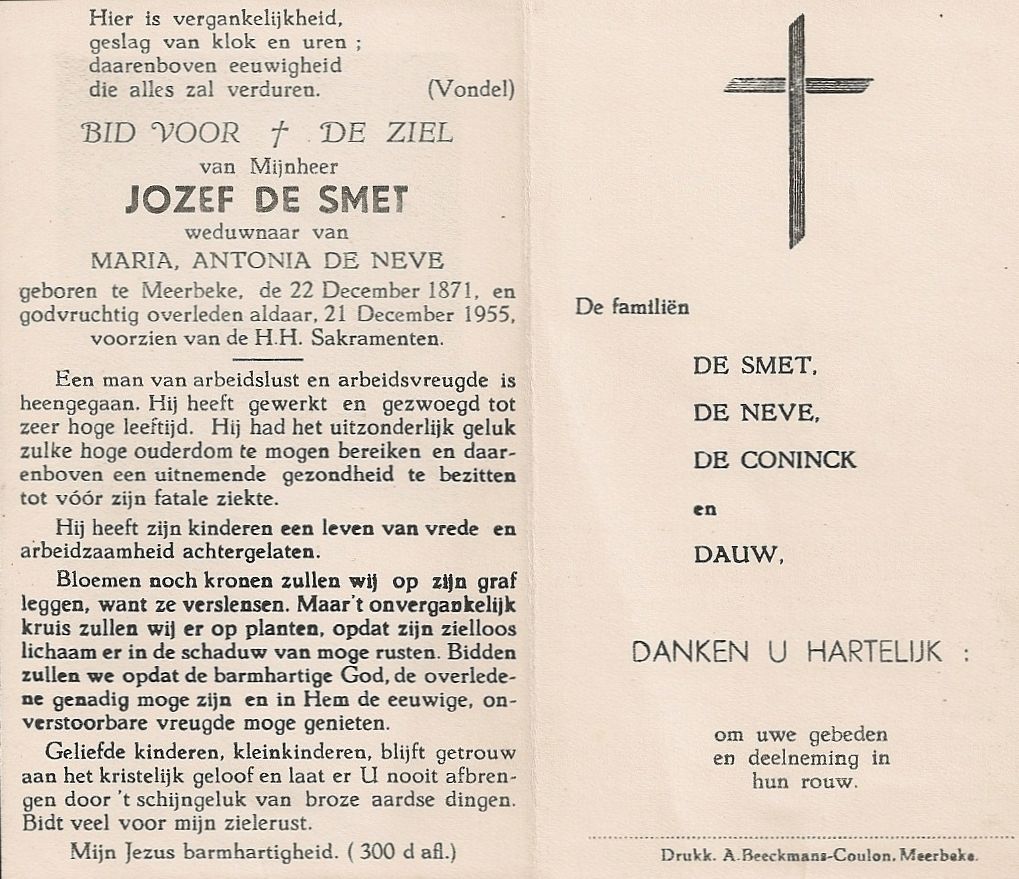 Hier is vergankelijkheid,
geslag van klok en uren ;
daarenboven eeuwigheid
die alles zal verduren. (Vondel)
BID VOOR † DE ZIEL
van Mijnheer
JOZEF DE SMET
weduwnaar van
MARIA, ANTONIA DE NEVE
geboren te Meerbeke, de 22 December 1871, en
godvruchtig overleden aldaar, 21 December 1955,
voorzien van de H.H. Sakramenten.
Een man van arbeidslust en arbeidsvreugde is
heengegaan. Hij heeft gewerkt en gezwoegd tot
zeer hoge leeftijd. Hij had het uitzonderlijk geluk
zulke hoge ouderdom te mogen bereiken en daar-
enboven een uitnemende gezondheid te bezitten
tot vóór zijn fatale ziekte.
Hij heeft zijn kinderen een leven van vrede en
arbeidzaamheid achtergelaten.
Bloemen noch kronen zullen wij op zijn graf
leggen, want ze verslensen. Maar't onvergankelijk
kruis zullen wij er op planten, opdat zijn zielloos
lichaam er in de schaduw van moge rusten. Bidden
zullen we opdat de barmhartige God, de overlede-
ne genadig moge zijn en in Hem de eeuwige, on-
verstoorbare vreugde moge genieten.
Geliefde kinderen, kleinkinderen, blijft getrouw
aan het kristelijk geloof en laat er U nooit afbren-
gen door 't schijngeluk van broze aardse dingen.
Bidt veel voor mijn zielerust.
Mijn Jezus barmhartigheid. ( 300 d afl.)
De familiën
DE SMET,
DE NEVE,
DE CONINCK
en
DAUW,
DANKEN U HARTELIJK :
om uwe gebeden
en deelneming in
hun rouw.
Drukk. A.Beeckmans-Coulon. Meerbeke.